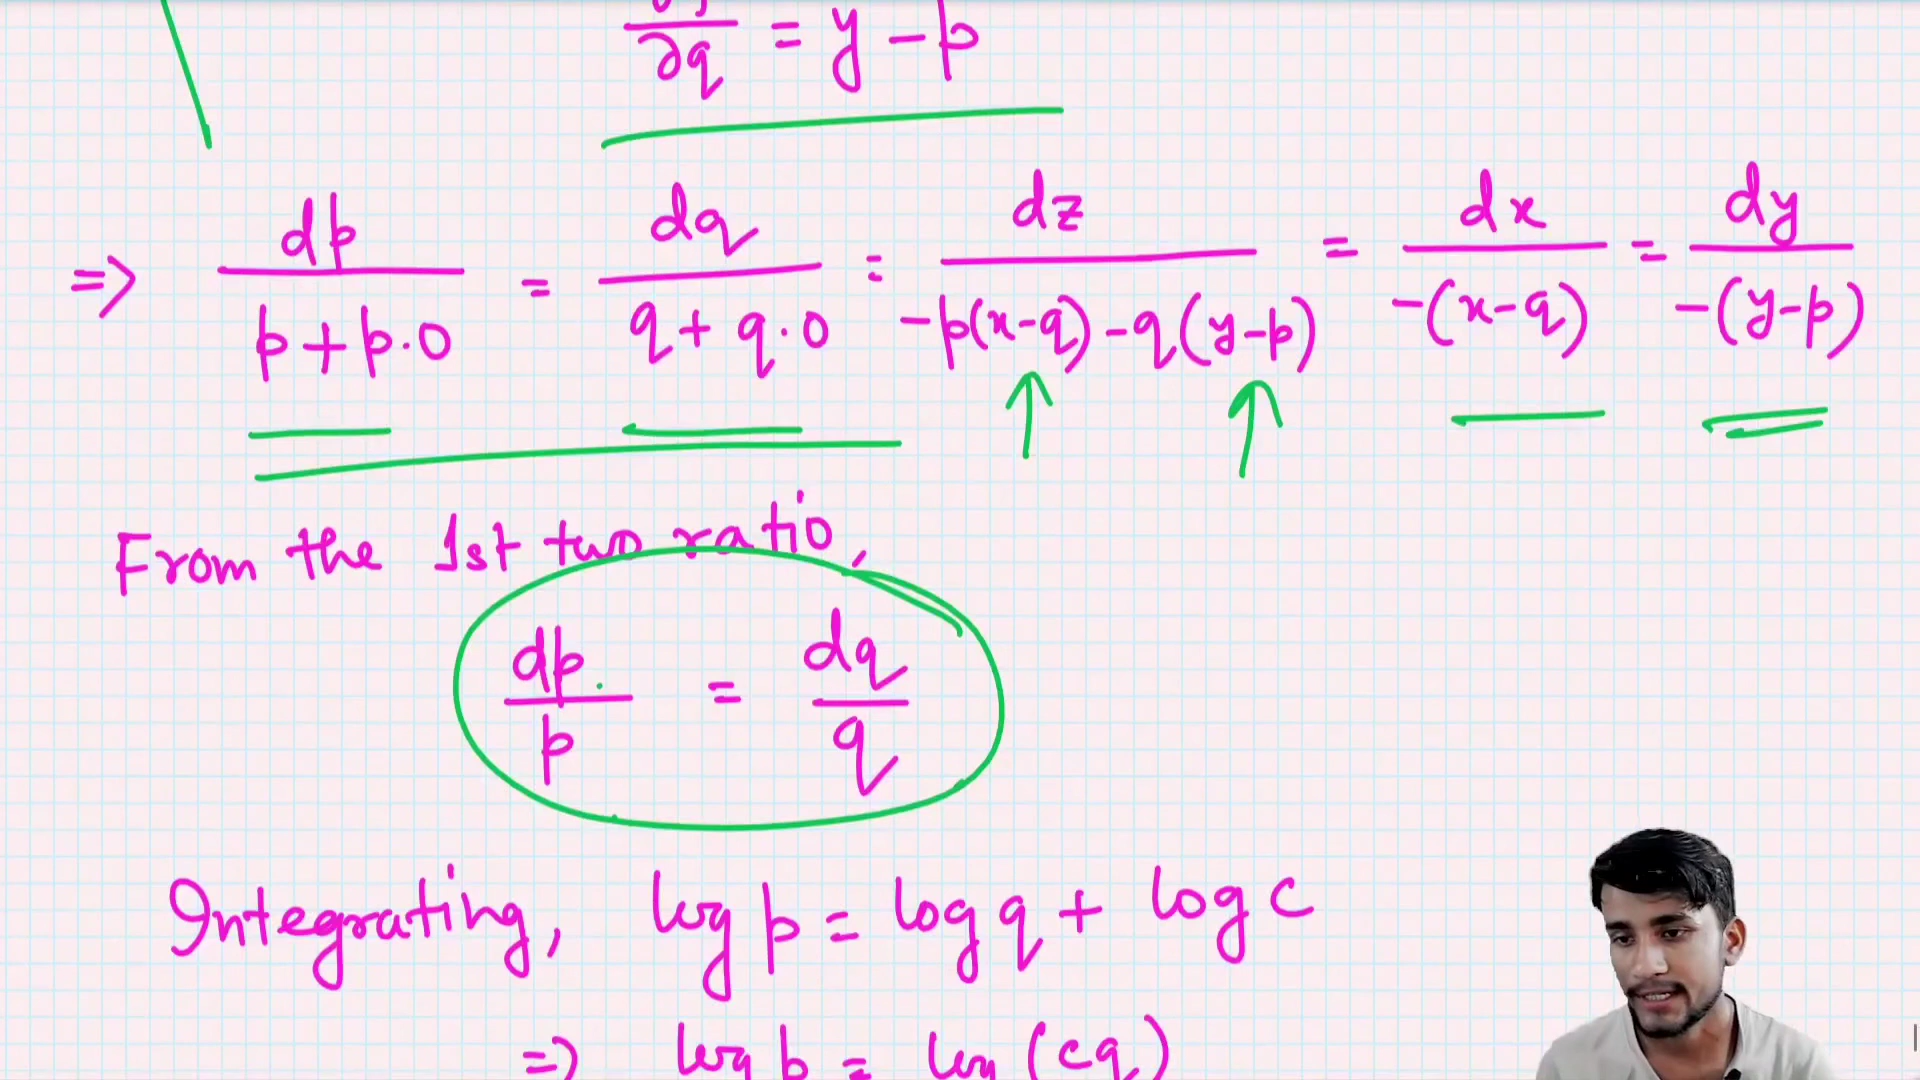 ∂q = y - p
=> dp/(p + p.0) = dq/(q + q.0) = dz/(-p(x-q) - q(y-p)) = dx/(-(x-q)) = dy/(-(y-p))
From the 1st two ratio,
dp/p = dq/q
Integrating, log p = log q + log c
=> log p = log (cq)